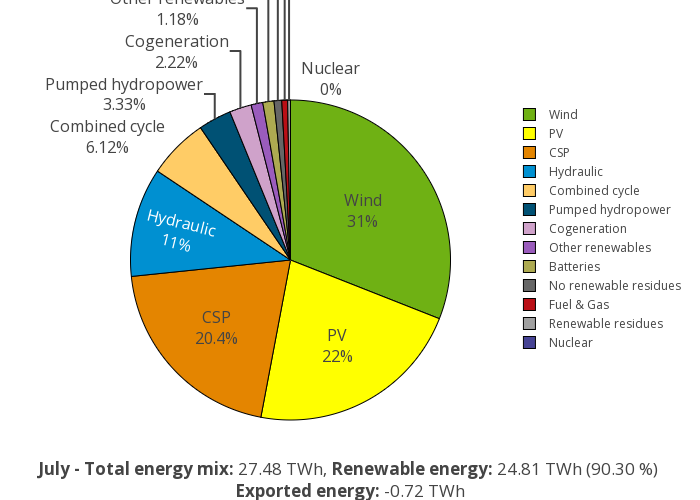 Other renewables
1.18%
Cogeneration
2.22%
Pumped hydropower
3.33%
Combined cycle
6.12%
Nuclear
0%
Hydraulic
11%
Wind
31%
CSP
20.4%
PV
22%
Wind
PV
CSP
Hydraulic
Combined cycle
Pumped hydropower
Cogeneration
Other renewables
Batteries
No renewable residues
Fuel & Gas
Renewable residues
Nuclear
July - Total energy mix: 27.48 TWh, Renewable energy: 24.81 TWh (90.30 %)
Exported energy: -0.72 TWh